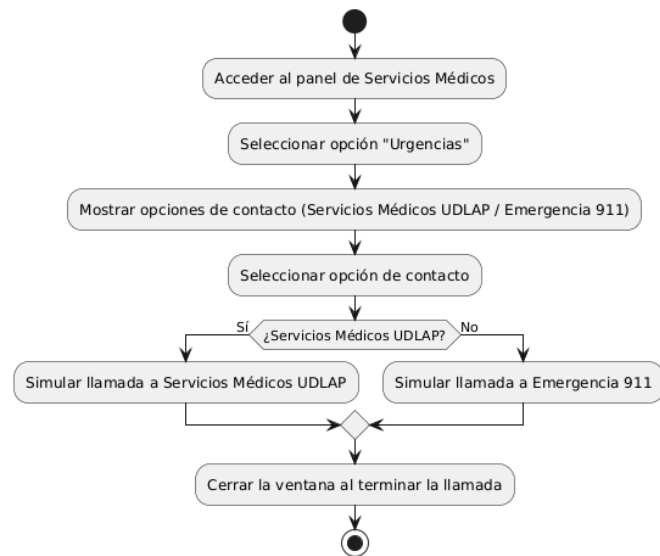 Acceder al panel de Servicios Médicos
Seleccionar opción "Urgencias"
Mostrar opciones de contacto (Servicios Médicos UDLAP / Emergencia 911)
Seleccionar opción de contacto
Sí
¿Servicios Médicos UDLAP?
No
Simular llamada a Servicios Médicos UDLAP
Simular llamada a Emergencia 911
Cerrar la ventana al terminar la llamada